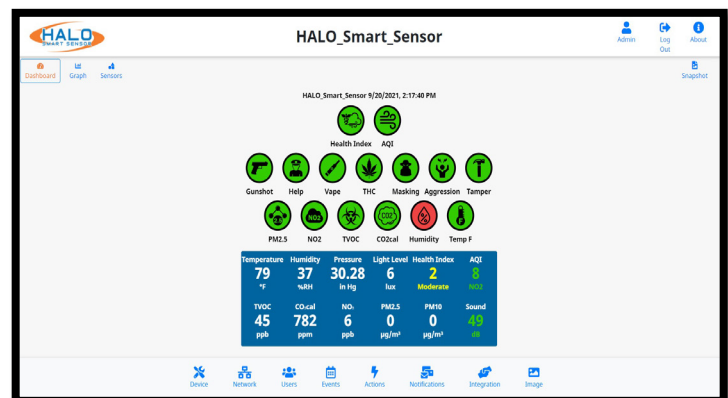 HALO
SMART SENSOR
HALO_Smart_Sensor
Admin
Log Out
About
Dashboard
Graph
Sensors
Snapshot
HALO_Smart_Sensor 9/20/2021, 2:17:40 PM
Health Index AQI
Gunshot Help Vape THC Masking Aggression Tamper
2.5 NO2 CO2
PM2.5 NO2 TVOC CO2cal Humidity Temp F
Temperature Humidity Pressure Light Level Health Index AQI
79 37 30.28 6 2 8
°F %RH in Hg lux Moderate NO2
TVOC CO₂cal NO₂ PM2.5 PM10 Sound
45 782 6 0 0 49
ppb ppm ppb µg/m³ µg/m³ dB
Device Network Users Events Actions Notifications Integration Image